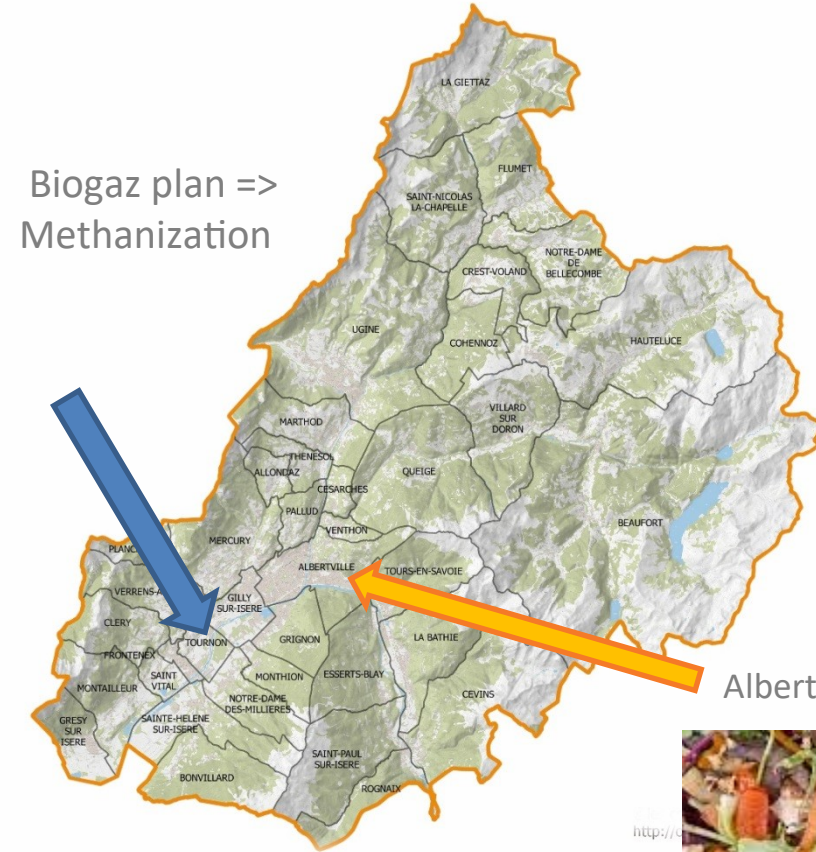 LA GIETTAZ
Biogaz plan =>
Methanization
FLUMET
SAINT-NICOLAS
LA-CHAPELLE
NOTRE-DAME
DE
BELLECOMBE
CREST-VOLAND
UGINE
COHENNOZ
HAUTELUCE
VILLARD
SUR
DORON
MARTHOD
THENESOL
ALLONDAZ
QUEIGE
CESARCHES
PALLUD
VENTHON
BEAUFORT
MERCURY
PLANC
ALBERTVILLE
TOURS-EN-SAVOIE
VERRENS-A
GILLY
SUR-ISERE
CLERY
TOURNON
GRIGNON
LA BATHIE
FRONTENEX
SAINT
VITAL
MONTHION
ESSERTS-BLAY
MONTAILLEUR
NOTRE-DAME
DES-MILLIERES
CEVINS
Albert
GRESY
SUR
ISERE
SAINTE-HELENE
SUR-ISERE
SAINT-PAUL
SUR-ISERE
BONVILLARD
ROGNAIX
http://